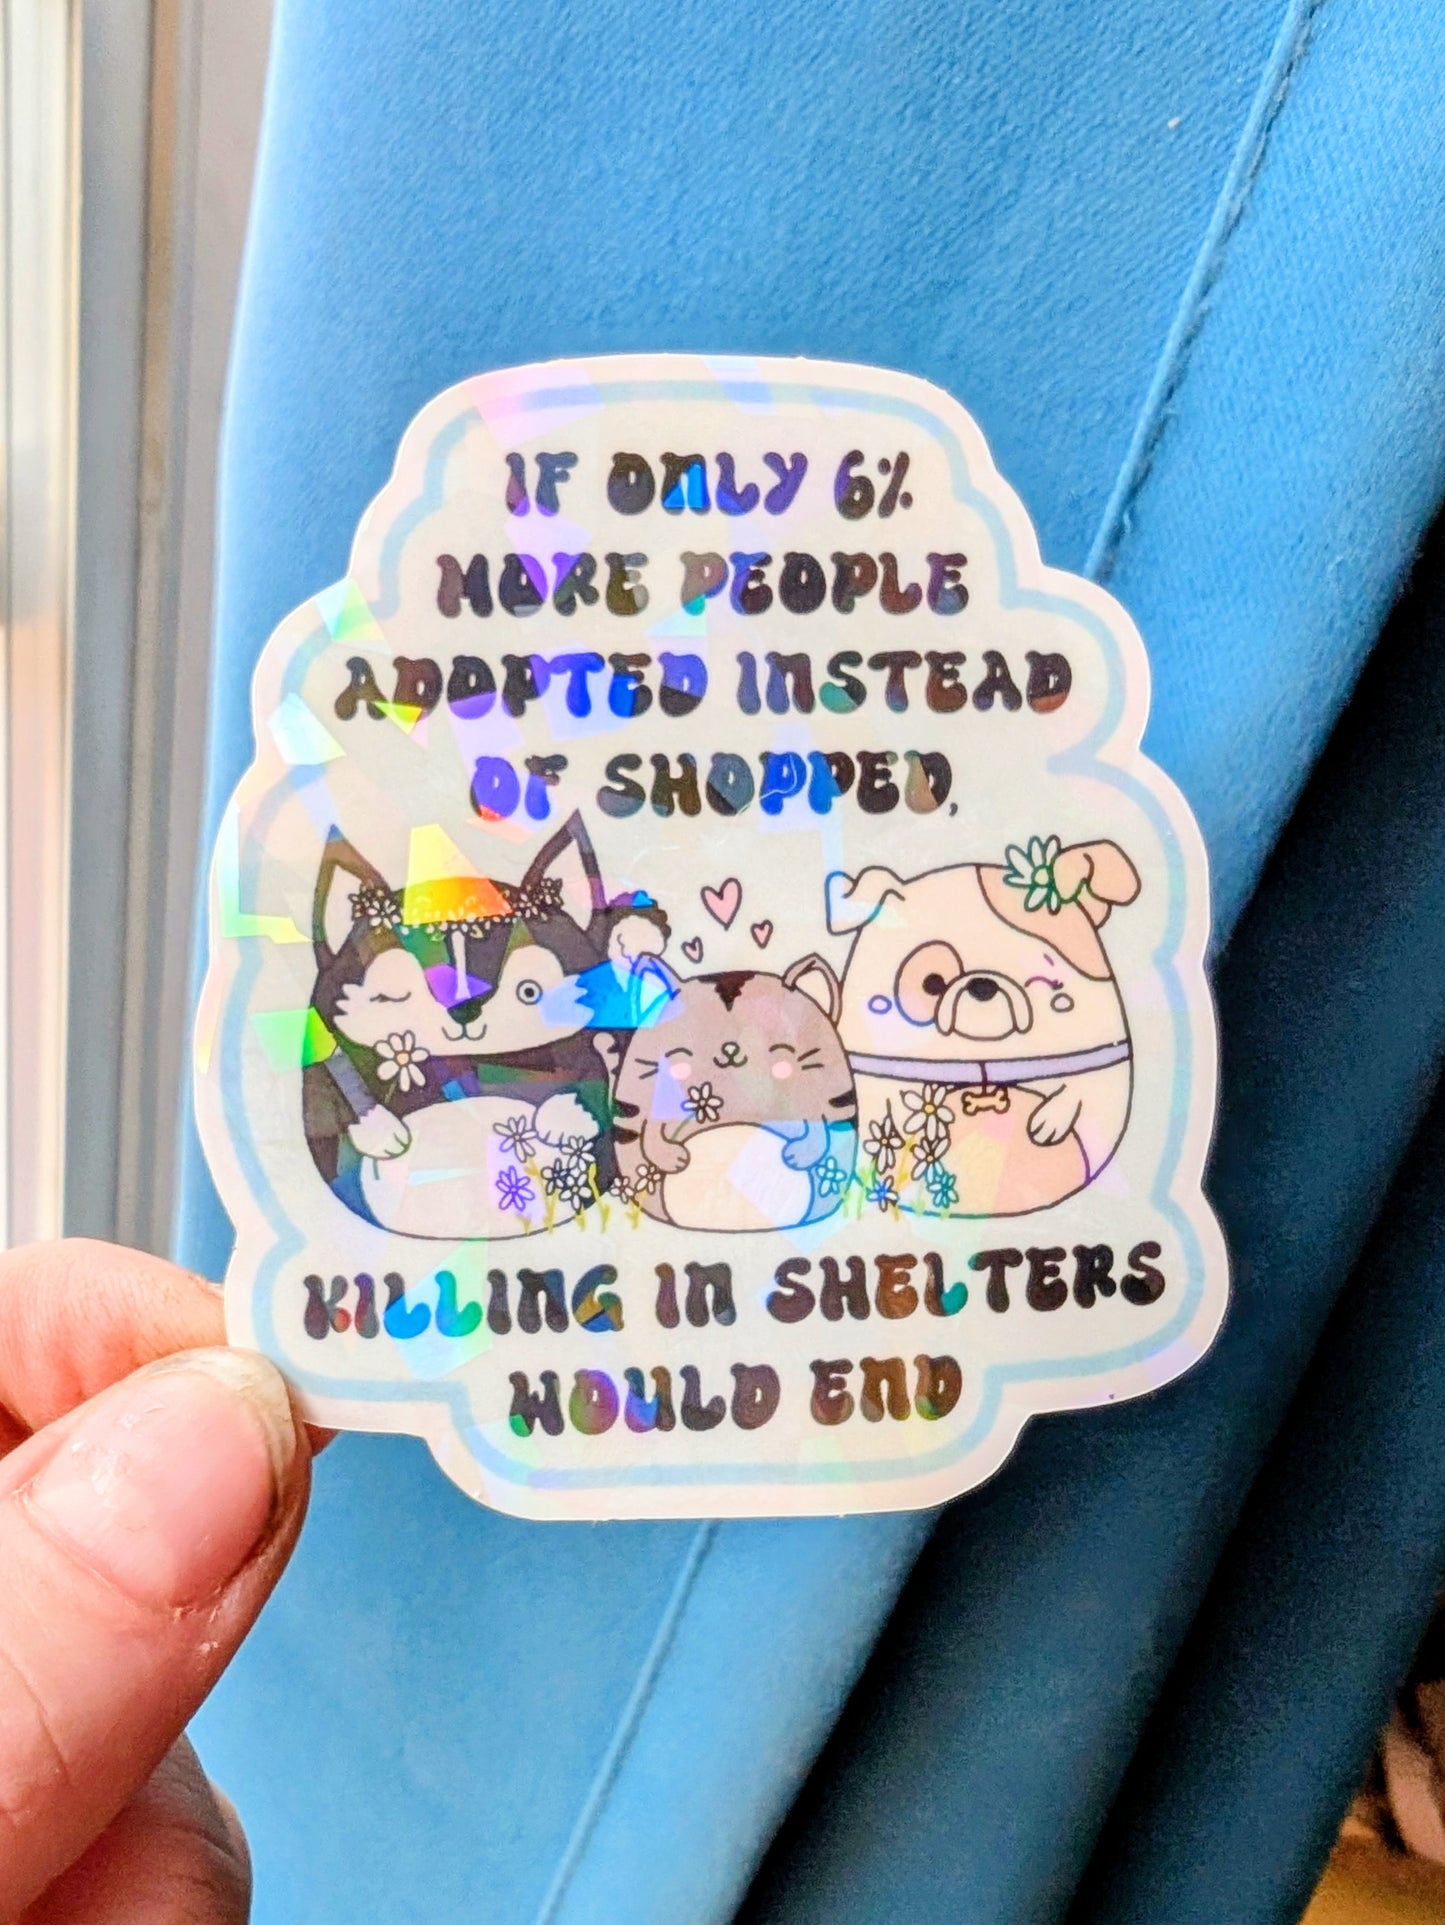 IF ONLY 6%
MORE PEOPLE
ADOPTED INSTEAD
OF SHOPPED,
KILLING IN SHELTERS
WOULD END